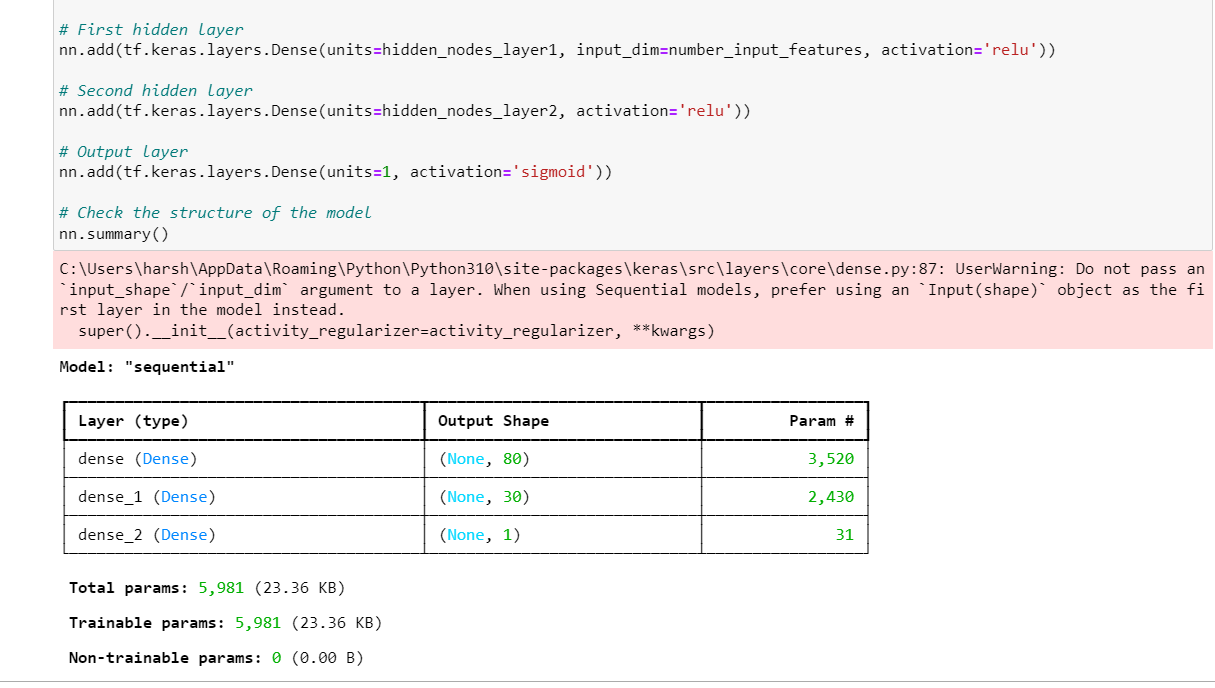 # First hidden layer
nn.add(tf.keras.layers.Dense(units=hidden_nodes_layer1, input_dim=number_input_features, activation='relu'))
# Second hidden layer
nn.add(tf.keras.layers.Dense(units=hidden_nodes_layer2, activation='relu'))
# Output layer
nn.add(tf.keras.layers.Dense(units=1, activation='sigmoid'))
# Check the structure of the model
nn.summary()
C:\Users\harsh\AppData\Roaming\Python\Python310\site-packages\keras\src\layers\core\dense.py:87: UserWarning: Do not pass an
`input_shape`/`input_dim` argument to a layer. When using Sequential models, prefer using an `Input(shape)` object as the fi
rst layer in the model instead.
  super().__init__(activity_regularizer=activity_regularizer, **kwargs)
Model: "sequential"
Layer (type) Output Shape Param #
dense (Dense) (None, 80) 3,520
dense_1 (Dense) (None, 30) 2,430
dense_2 (Dense) (None, 1) 31
Total params: 5,981 (23.36 KB)
Trainable params: 5,981 (23.36 KB)
Non-trainable params: 0 (0.00 B)